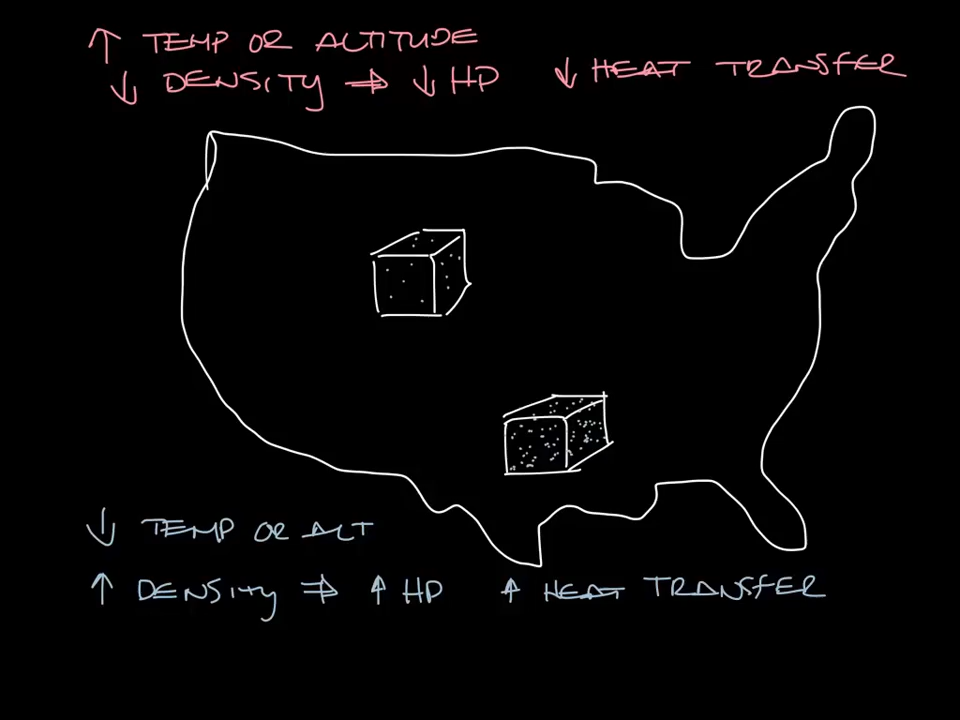 ↑ TEMP OR ALTITUDE
↓ DENSITY ⇒ ↓ HP ↓ HEAT TRANSFER
↓ TEMP OR ALT
↑ DENSITY ⇒ ↑ HP ↑ HEAT TRANSFER